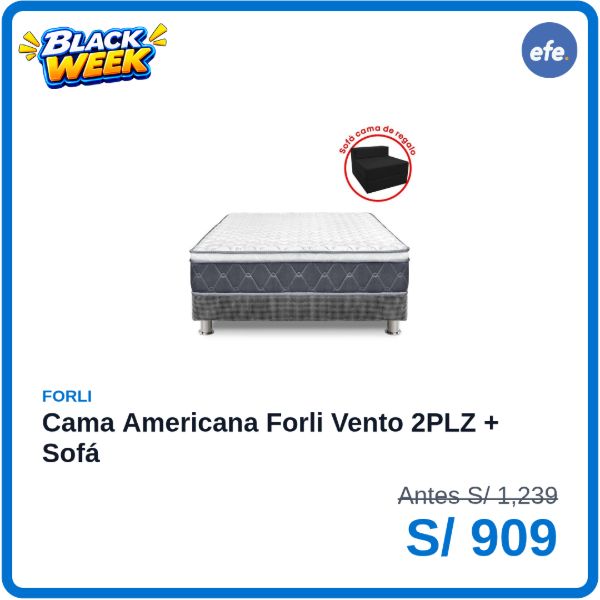 BLACK
WEEK
efe.
Sofá cama de regalo
FORLI
Cama Americana Forli Vento 2PLZ +
Sofá
Antes S/ 1,239
S/ 909